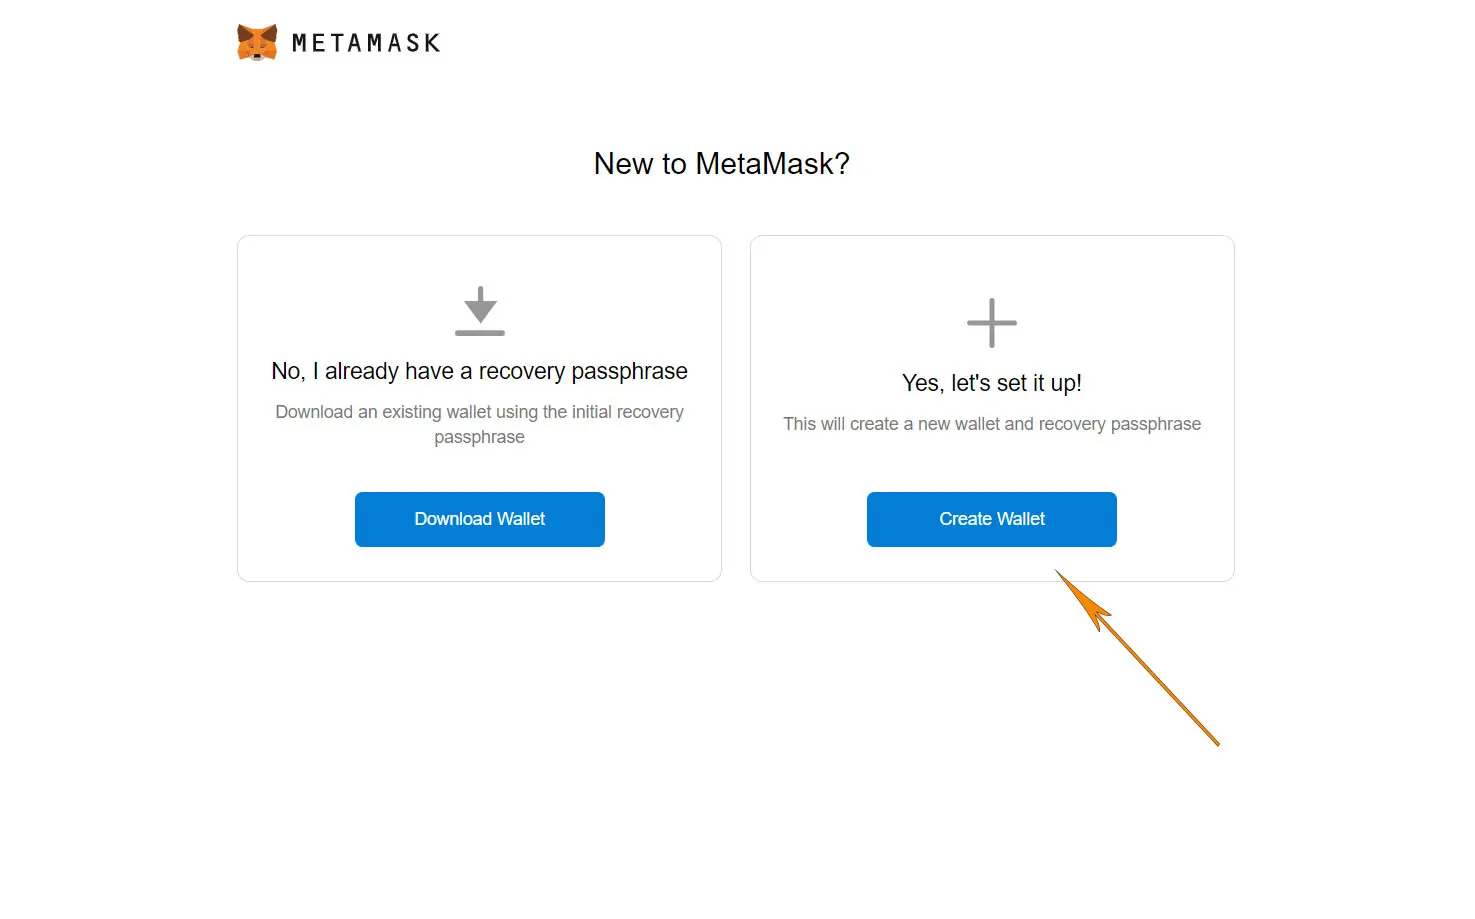 METAMASK
New to MetaMask?
No, I already have a recovery passphrase
Download an existing wallet using the initial recovery
passphrase
Download Wallet
Yes, let's set it up!
This will create a new wallet and recovery passphrase
Create Wallet